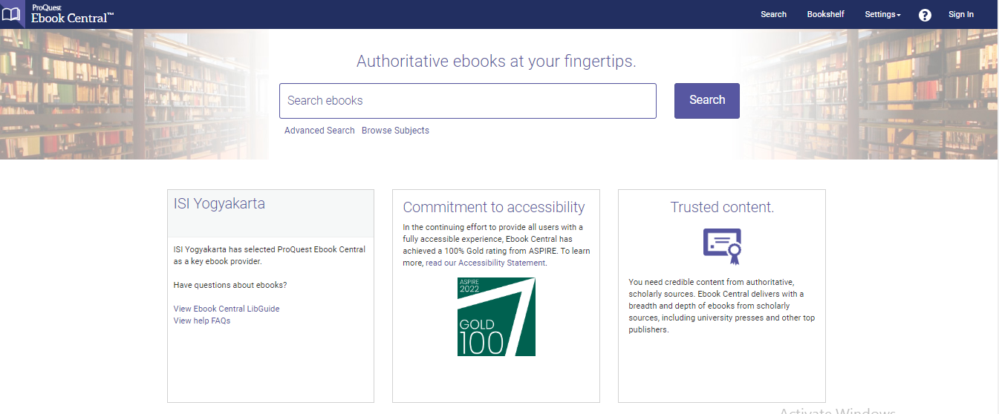 ProQuest
Ebook Central™
Search Bookshelf Settings ? Sign In
Authoritative ebooks at your fingertips.
Search ebooks
Search
Advanced Search Browse Subjects
ISI Yogyakarta
ISI Yogyakarta has selected ProQuest Ebook Central
as a key ebook provider.
Have questions about ebooks?
View Ebook Central LibGuide
View help FAQs
Commitment to accessibility
In the continuing effort to provide all users with a
fully accessible experience, Ebook Central has
achieved a 100% Gold rating from ASPIRE. To learn
more, read our Accessibility Statement.
ASPIRE
2022
GOLD
100
Trusted content.
You need credible content from authoritative,
scholarly sources. Ebook Central delivers with a
breadth and depth of ebooks from scholarly
sources, including university presses and other top
publishers.
Activate Windows